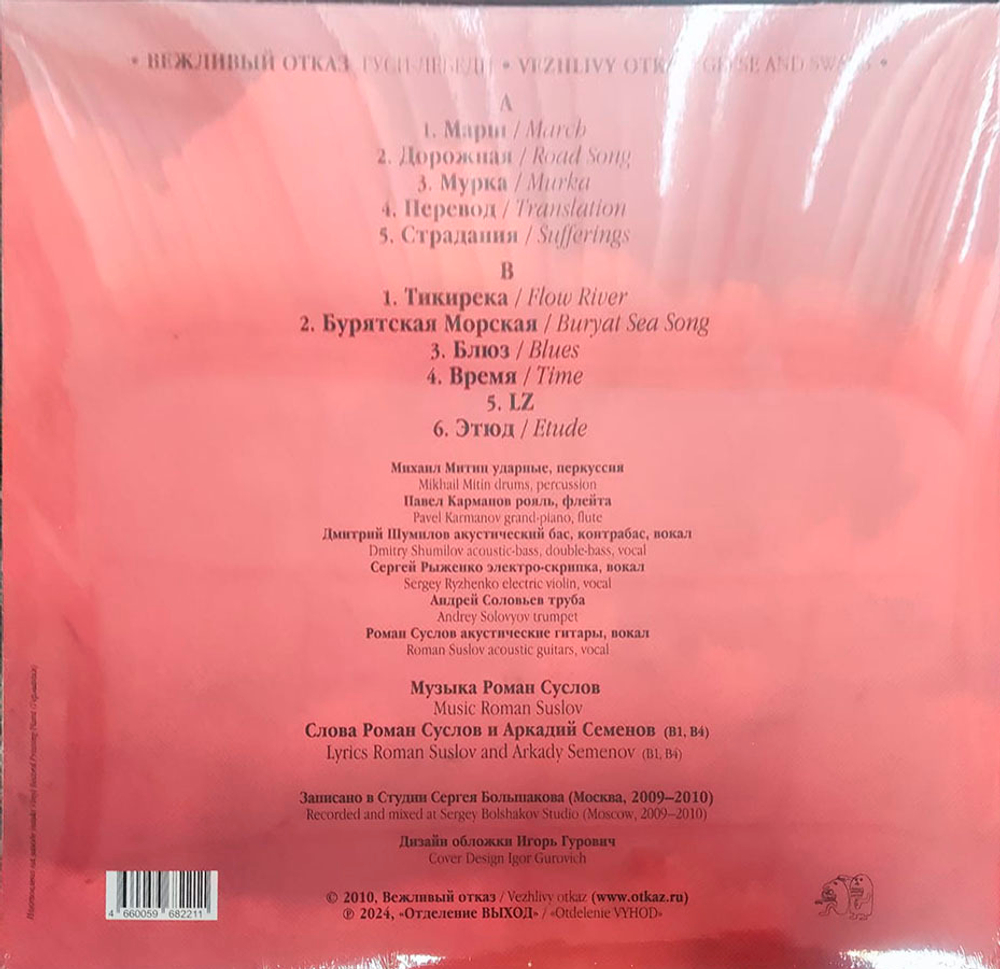 • ВЕЖЛИВЫЙ ОТКАЗ ГУСИ-ЛЕБЕДИ • VEZHLIVY OTKAZ GEESE AND SWANS •
A
1. Марш / March
2. Дорожная / Road Song
3. Мурка / Murka
4. Перевод / Translation
5. Страдания / Sufferings
B
1. Тикирека / Flow River
2. Бурятская Морская / Buryat Sea Song
3. Блюз / Blues
4. Время / Time
5. LZ
6. Этюд / Etude
Михаил Митин ударные, перкуссия
Mikhail Mitin drums, percussion
Павел Карманов рояль, флейта
Pavel Karmanov grand-piano, flute
Дмитрий Шумилов акустический бас, контрабас, вокал
Dmitry Shumilov acoustic-bass, double-bass, vocal
Сергей Рыженко электро-скрипка, вокал
Sergey Ryzhenko electric violin, vocal
Андрей Соловьев труба
Andrey Solovyov trumpet
Роман Суслов акустические гитары, вокал
Roman Suslov acoustic guitars, vocal
Музыка Роман Суслов
Music Roman Suslov
Слова Роман Суслов и Аркадий Семенов (B1, B4)
Lyrics Roman Suslov and Arkady Semenov (B1, B4)
Записано в Студии Сергея Большакова (Москва, 2009–2010)
Recorded and mixed at Sergey Bolshakov Studio (Moscow, 2009–2010)
Дизайн обложки Игорь Гурович
Cover Design Igor Gurovich
© 2010, Вежливый отказ / Vezhlivy otkaz (www.otkaz.ru)
℗ 2024, «Отделение ВЫХОД» / «Otdelenie VYHOD»
4 660059 682211